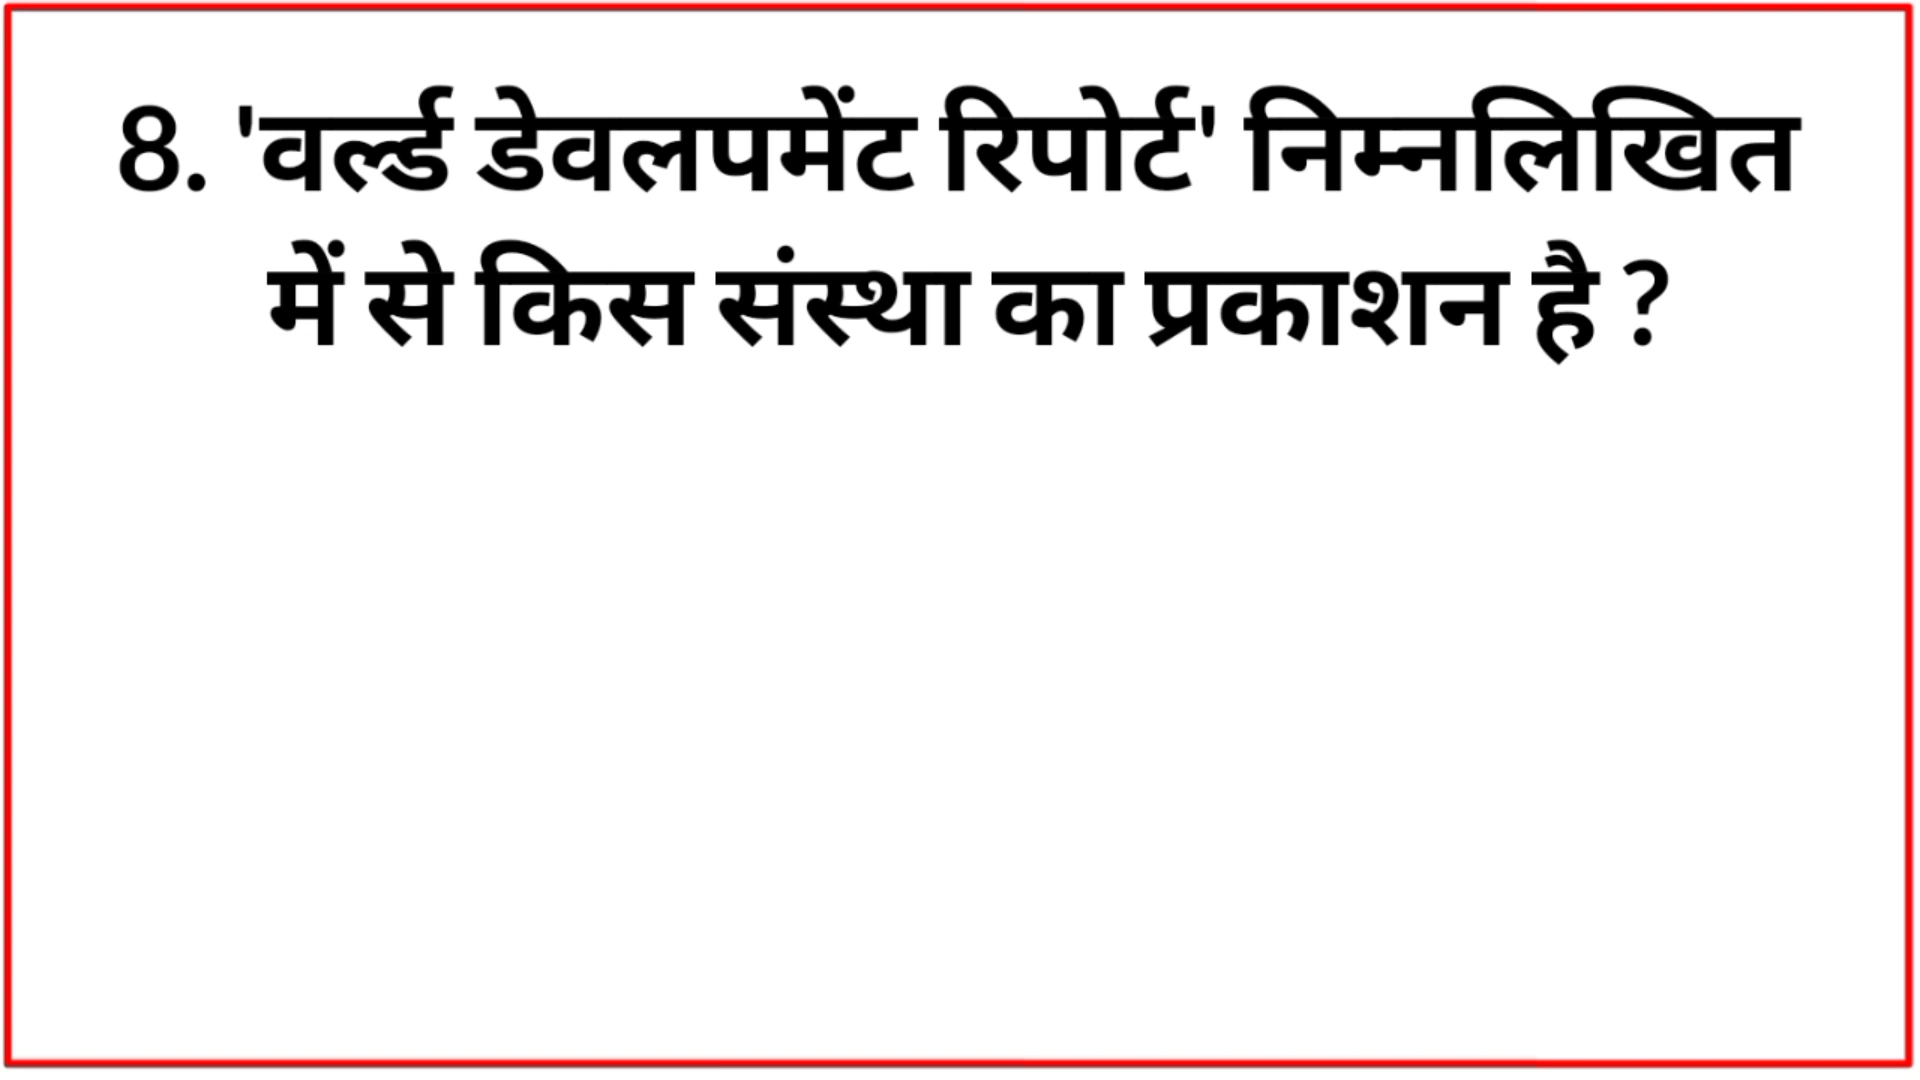 8. 'वर्ल्ड डेवलपमेंट रिपोर्ट' निम्नलिखित
में से किस संस्था का प्रकाशन है ?